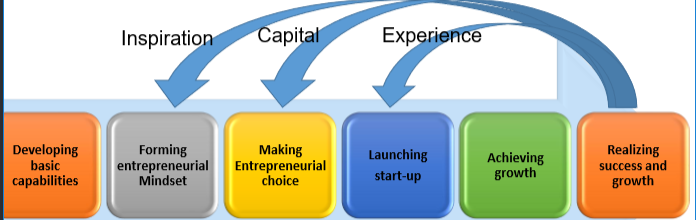 Inspiration
Capital
Experience
Developing
basic
capabilities
Forming
entrepreneurial
Mindset
Making
Entrepreneurial
choice
Launching
start-up
Achieving
growth
Realizing
success and
growth